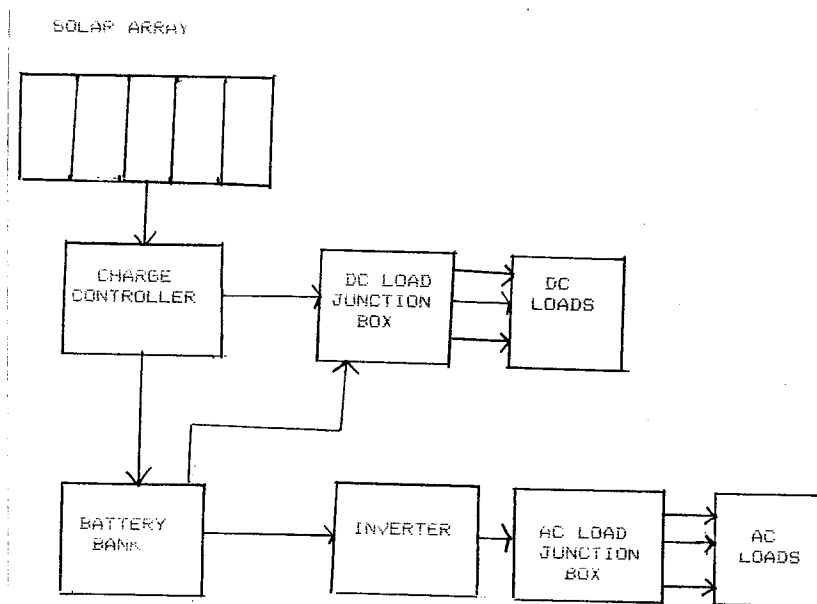 SOLAR ARRAY
CHARGE
CONTROLLER
DC LOAD
JUNCTION
BOX
DC
LOADS
BATTERY
BANK
INVERTER
AC LOAD
JUNCTION
BOX
AC
LOADS